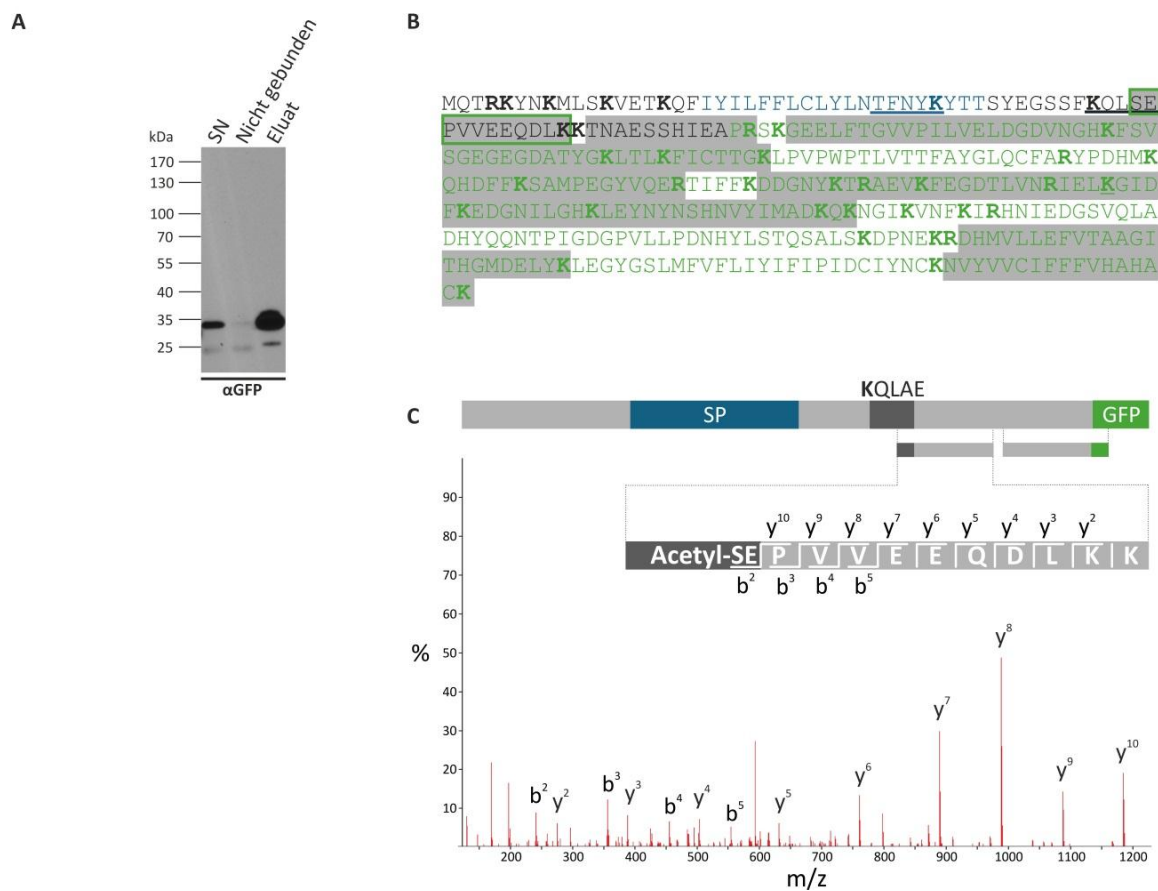 A
SN
Nicht gebunden
Eluat
kDa
170
130
100
70
55
40
35
25
αGFP
B
MQTRKYNKMLSKVETKQFIYILFFLCLYLNTFNYKYTTSYEGSSFKQLSE
PVVEEQDLKKTNAESSHIEAPRSKGEELFTGVVPILVELDGDVNGHKFSV
SGEGEGDATYGKLTLKFICTTGKLPVPWPTLVTTFAYGLQCFARYPDHMK
QHDFFKSAMPEGYVQERTIFFKDDGNYKTRAEVKFEGDTLVNRIELKGID
FKEDGNILGHKLEYNYNSHNVYIMADKQKNGIKVNFKIRHNIEDGSVQLA
DHYQQNTPIGDGPVLLPDNHYLSTQSALSKDPNEKRDHMVLLEFVTAAGI
THGMDELYKLEGYGSLMFVFLIYIFIPIDCIYNCKNVYVVCIFFFVHAHA
CK
C
KQLAE
SP
GFP
y10 y9 y8 y7 y6 y5 y4 y3 y2
Acetyl-SE P V V E E Q D L K K
b2 b3 b4 b5
%
90
80
70
60
50
40
30
20
10
b2
y2
b3
y3
b4
y4
b5
y5
y6
y7
y8
y9
y10
200 300 400 500 600 700 800 900 1000 1100 1200
m/z